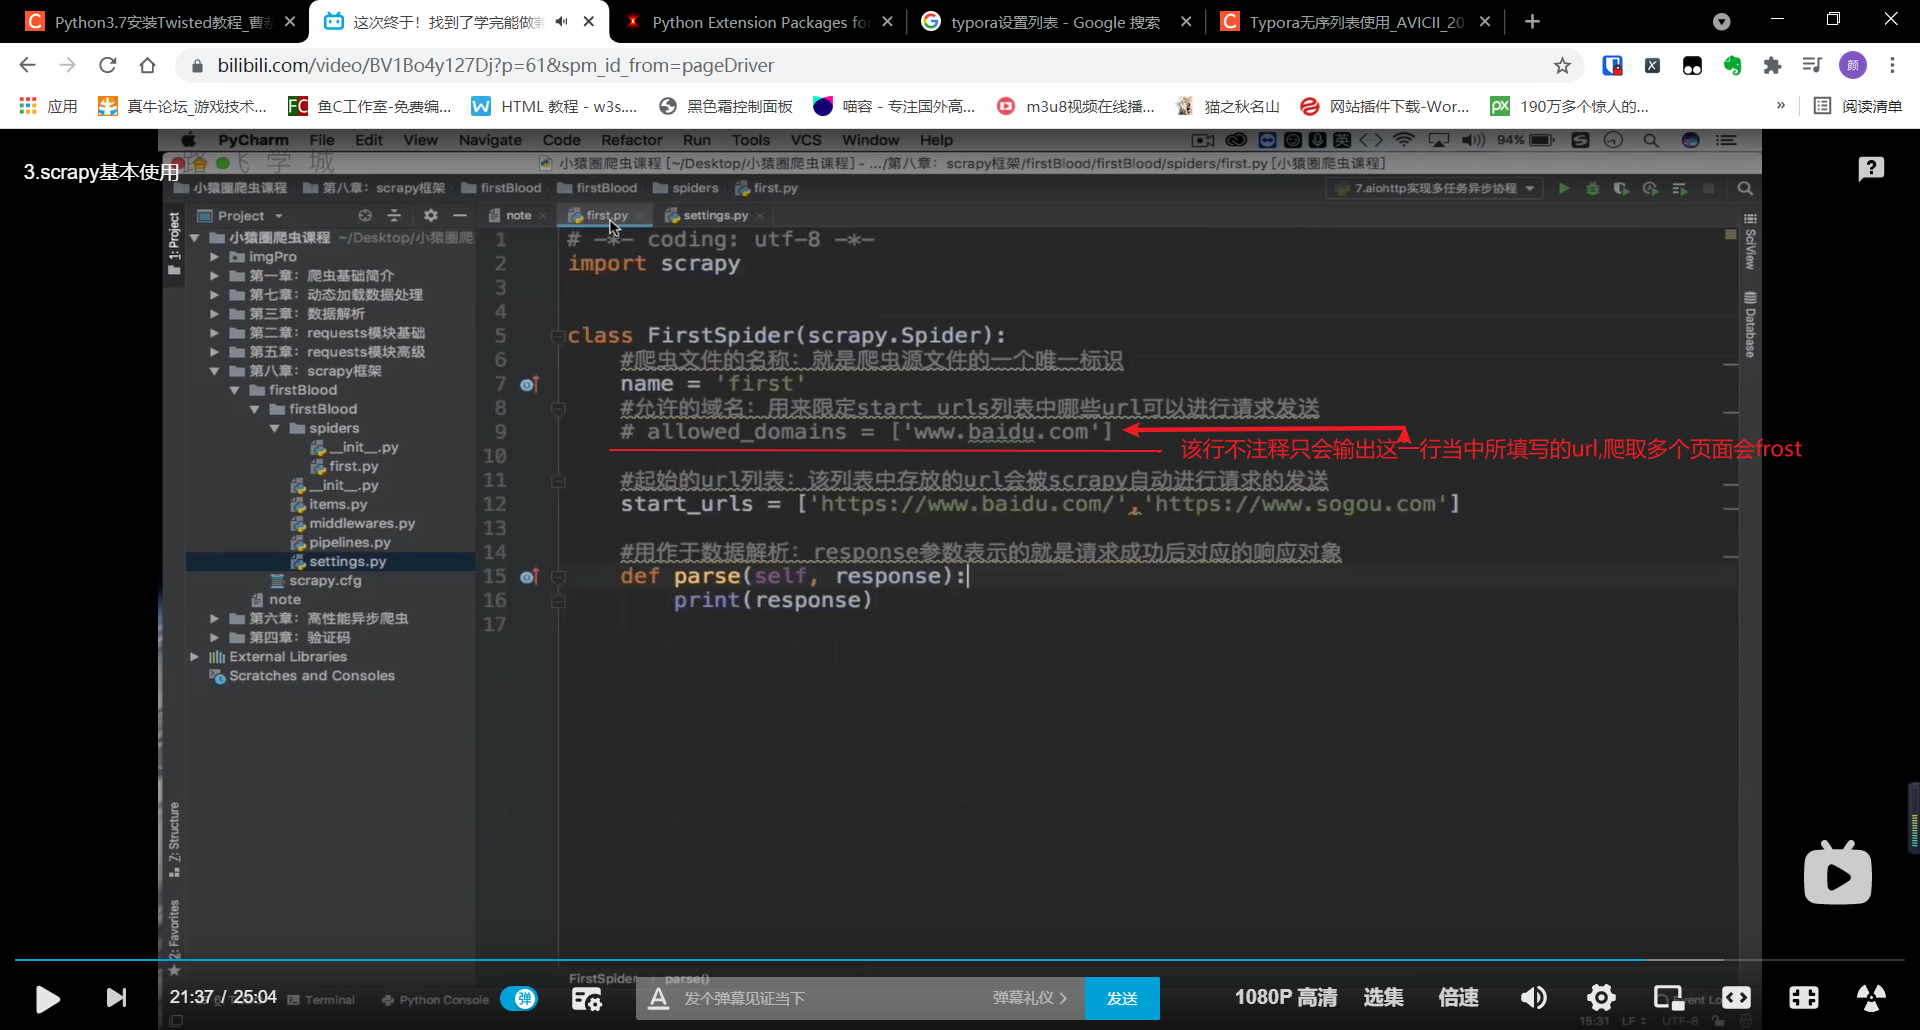 Python3.7安装Twisted教程_曹
这次终于！找到了学完能做
Python Extension Packages fo
typora设置列表 - Google 搜索
Typora无序列表使用_AVICII_20
bilibili.com/video/BV1Bo4y127Dj?p=61&spm_id_from=pageDriver
颜
应用
真牛论坛_游戏技术...
鱼C工作室-免费编...
HTML 教程 - w3s....
黑色霜控制面板
喵容 - 专注国外高...
m3u8视频在线播...
猫之秋名山
网站插件下载-Wor...
190万多个惊人的...
»
阅读清单
PyCharm File Edit View Navigate Code Refactor Run Tools VCS Window Help
94%
飞 学 城
小猿圈爬虫课程 [~/Desktop/小猿圈爬虫课程] - .../第八章：scrapy框架/firstBlood/firstBlood/spiders/first.py [小猿圈爬虫课程]
3.scrapy基本使用
小猿圈爬虫课程 第八章：scrapy框架 firstBlood firstBlood spiders first.py
7.aiohttp实现多任务异步协程
1: Project
Project
note
first.py
settings.py
SciView
Database
小猿圈爬虫课程 ~/Desktop/小猿圈爬
imgPro
第一章：爬虫基础简介
第七章：动态加载数据处理
第三章：数据解析
第二章：requests模块基础
第五章：requests模块高级
第八章：scrapy框架
firstBlood
firstBlood
spiders
__init__.py
first.py
__init__.py
items.py
middlewares.py
pipelines.py
settings.py
scrapy.cfg
note
第六章：高性能异步爬虫
第四章：验证码
External Libraries
Scratches and Consoles
1 # -*- coding: utf-8 -*-
2 import scrapy
3
4
5 class FirstSpider(scrapy.Spider):
6 #爬虫文件的名称：就是爬虫源文件的一个唯一标识
7 name = 'first'
8 #允许的域名：用来限定start_urls列表中哪些url可以进行请求发送
9 # allowed_domains = ['www.baidu.com']
该行不注释只会输出这一行当中所填写的url,爬取多个页面会frost
10
11 #起始的url列表：该列表中存放的url会被scrapy自动进行请求的发送
12 start_urls = ['https://www.baidu.com/','https://www.sogou.com']
13
14 #用作于数据解析：response参数表示的就是请求成功后对应的响应对象
15 def parse(self, response):
16 print(response)
17
Z: Structure
2: Favorites
FirstSpider parse()
21:37 / 25:04
Terminal
Python Console
弹
发个弹幕见证当下
弹幕礼仪 >
发送
1080P 高清
选集
倍速
15:31 LF UTF-8